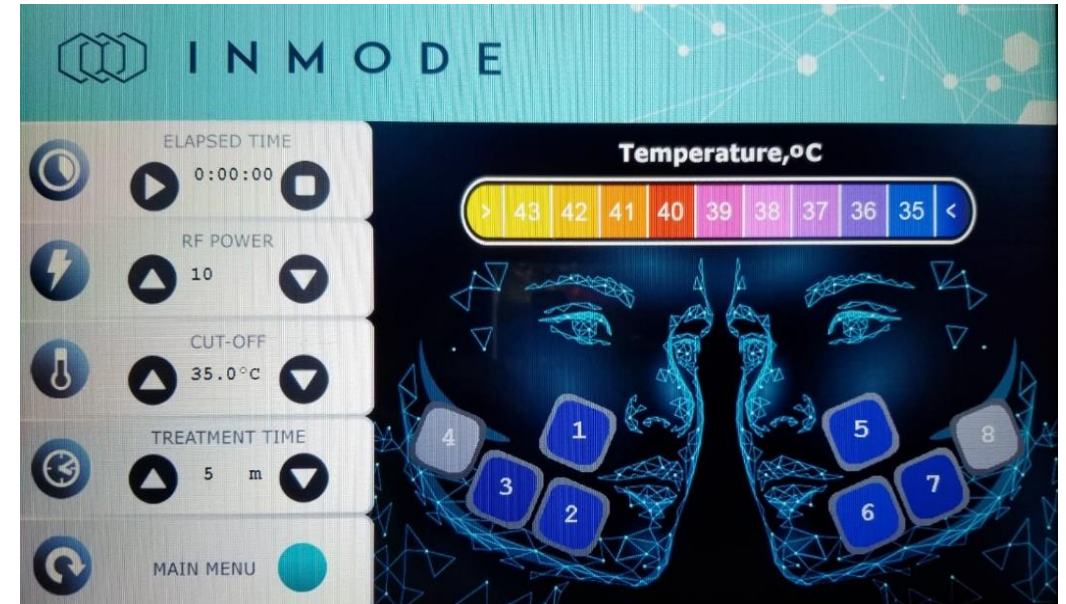 INMODE
ELAPSED TIME
0:00:00
RF POWER
10
CUT-OFF
35.0°C
TREATMENT TIME
5 m
MAIN MENU
Temperature,ºC
> 43 42 41 40 39 38 37 36 35 <
4 1 5 8
3 7
2 6